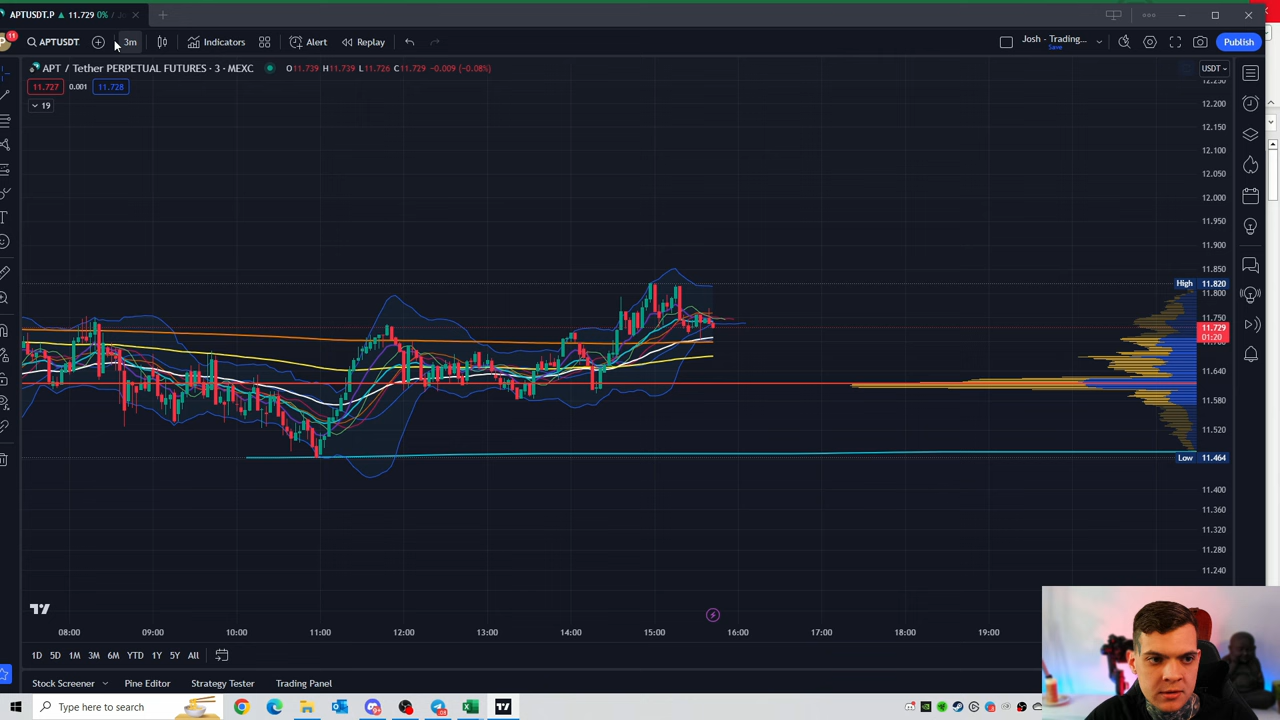 APTUSDT.P ▲ 11.729 0% /
11
APTUSDT
3m
Indicators
Alert
Replay
Josh - Trading...
Save
Publish
APT / Tether PERPETUAL FUTURES · 3 · MEXC
O11.739 H11.739 L11.726 C11.729 -0.009 (-0.08%)
USDT
11.727
0.001
11.728
19
12.250
12.200
12.150
12.100
12.050
12.000
11.950
11.900
11.850
High 11.820
11.800
11.750
11.729
01:20
11.700
11.640
11.580
11.520
Low 11.464
11.400
11.360
11.320
11.280
11.240
08:00 09:00 10:00 11:00 12:00 13:00 14:00 15:00 16:00 17:00 18:00 19:00
1D 5D 1M 3M 6M YTD 1Y 5Y All
Stock Screener
Pine Editor
Strategy Tester
Trading Panel
Type here to search